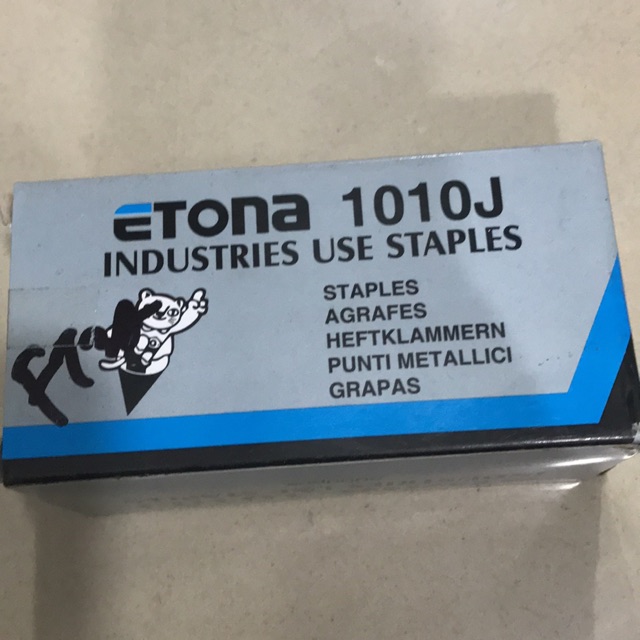 ETONA 1010J
INDUSTRIES USE STAPLES
STAPLES
AGRAFES
HEFTKLAMMERN
PUNTI METALLICI
GRAPAS